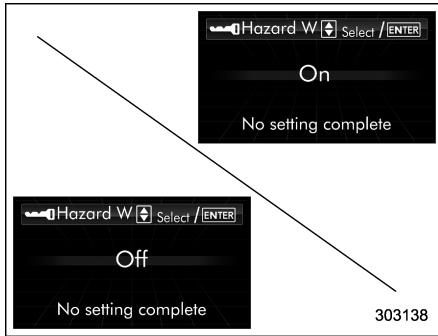 Hazard W Select / ENTER
On
No setting complete
Hazard W Select / ENTER
Off
No setting complete
303138